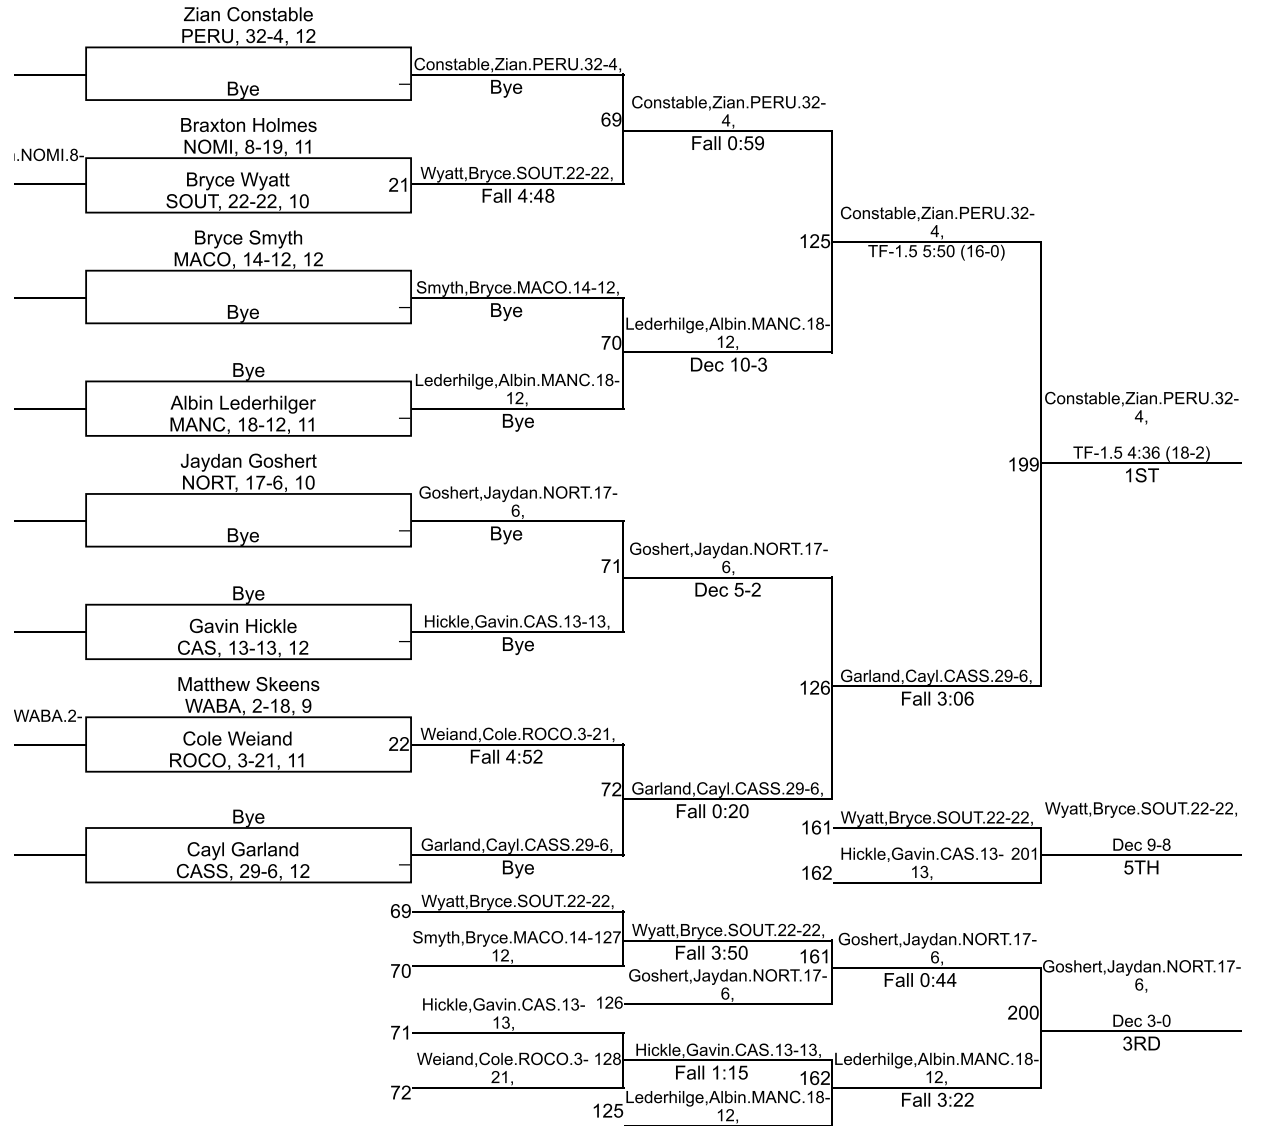 Zian Constable
PERU, 32-4, 12
Bye
Constable,Zian.PERU.32-4,
Bye
69
Constable,Zian.PERU.32-
4,
Fall 0:59
Braxton Holmes
NOMI, 8-19, 11
.NOMI.8-
Bryce Wyatt
SOUT, 22-22, 10
21
Wyatt,Bryce.SOUT.22-22,
Fall 4:48
125
Constable,Zian.PERU.32-
4,
TF-1.5 5:50 (16-0)
Bryce Smyth
MACO, 14-12, 12
Bye
Smyth,Bryce.MACO.14-12,
Bye
70
Lederhilge,Albin.MANC.18-
12,
Dec 10-3
Bye
Albin Lederhilger
MANC, 18-12, 11
Lederhilge,Albin.MANC.18-
12,
Bye
199
Constable,Zian.PERU.32-
4,
TF-1.5 4:36 (18-2)
1ST
Jaydan Goshert
NORT, 17-6, 10
Bye
Goshert,Jaydan.NORT.17-
6,
Bye
71
Goshert,Jaydan.NORT.17-
6,
Dec 5-2
Bye
Gavin Hickle
CAS, 13-13, 12
Hickle,Gavin.CAS.13-13,
Bye
126
Garland,Cayl.CASS.29-6,
Fall 3:06
Matthew Skeens
WABA, 2-18, 9
WABA.2-
Cole Weiand
ROCO, 3-21, 11
22
Weiand,Cole.ROCO.3-21,
Fall 4:52
72
Garland,Cayl.CASS.29-6,
Fall 0:20
Bye
Cayl Garland
CASS, 29-6, 12
Garland,Cayl.CASS.29-6,
Bye
161
Wyatt,Bryce.SOUT.22-22,
162
Hickle,Gavin.CAS.13-
13,
201
Wyatt,Bryce.SOUT.22-22,
Dec 9-8
5TH
69
Wyatt,Bryce.SOUT.22-22,
70
Smyth,Bryce.MACO.14-
12,
127
Wyatt,Bryce.SOUT.22-22,
Fall 3:50
126
Goshert,Jaydan.NORT.17-
6,
161
Goshert,Jaydan.NORT.17-
6,
Fall 0:44
71
Hickle,Gavin.CAS.13-
13,
72
Weiand,Cole.ROCO.3-
21,
128
Hickle,Gavin.CAS.13-13,
Fall 1:15
125
Lederhilge,Albin.MANC.18-
12,
162
Lederhilge,Albin.MANC.18-
12,
Fall 3:22
200
Goshert,Jaydan.NORT.17-
6,
Dec 3-0
3RD